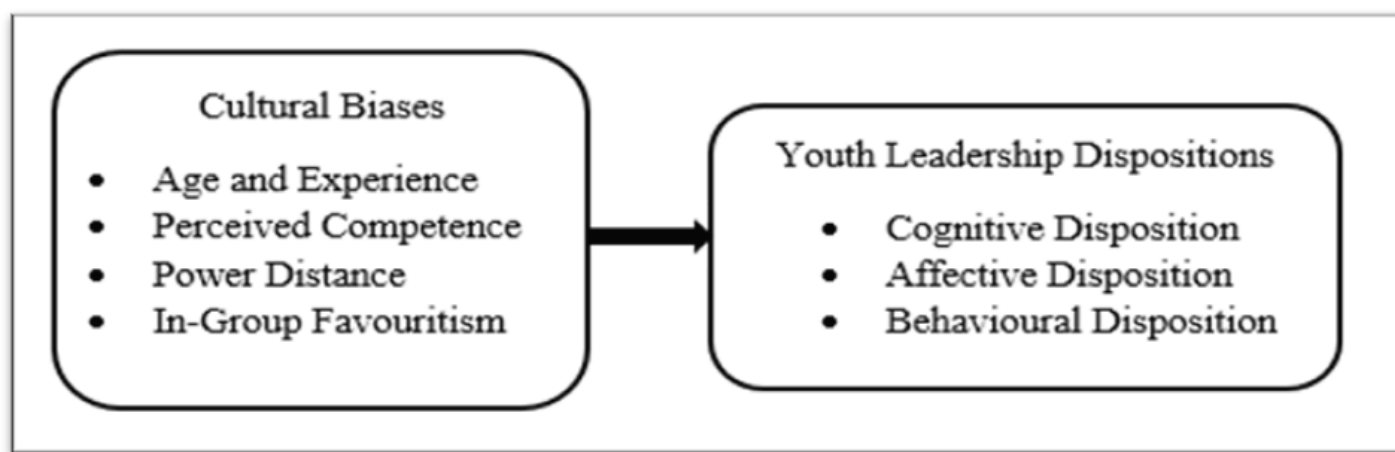 Cultural Biases
• Age and Experience
• Perceived Competence
• Power Distance
• In-Group Favouritism
Youth Leadership Dispositions
• Cognitive Disposition
• Affective Disposition
• Behavioural Disposition